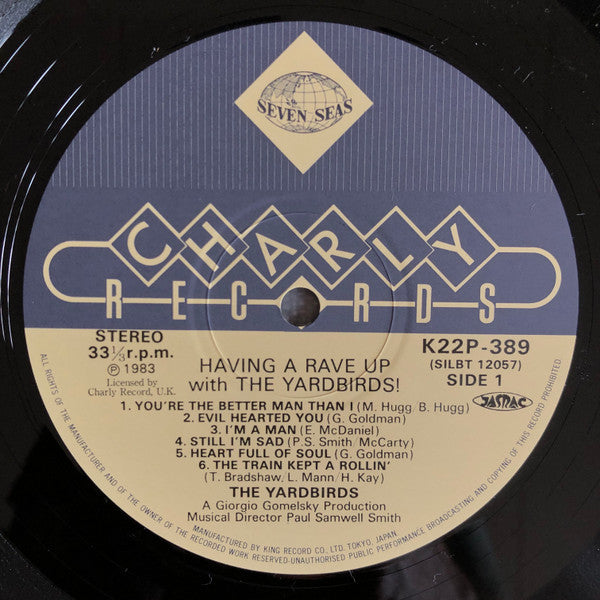 SEVEN SEAS
CHARLY
RECORDS
STEREO
33⅓r.p.m.
Ⓟ 1983
Licensed by
Charly Record, U.K.
K22P-389
(SILBT 12057)
SIDE 1
JASRAC
HAVING A RAVE UP
with THE YARDBIRDS!
1. YOU'RE THE BETTER MAN THAN I (M. Hugg B. Hugg)
2. EVIL HEARTED YOU (G. Goldman)
3. I'M A MAN (E. McDaniel)
4. STILL I'M SAD (P.S. Smith/McCarty)
5. HEART FULL OF SOUL (G. Goldman)
6. THE TRAIN KEPT A ROLLIN'
(T. Bradshaw/L. Mann/H. Kay)
THE YARDBIRDS
A Giorgio Gomelsky Production
Musical Director Paul Samwell Smith
MANUFACTURED BY KING RECORD CO. LTD. TOKYO, JAPAN
ALL RIGHTS OF THE MANUFACTURER AND OF THE OWNER OF THE RECORDED WORK RESERVED-UNAUTHORISED PUBLIC PERFORMANCE BROADCASTING AND COPYING OF THIS RECORD PROHIBITED.